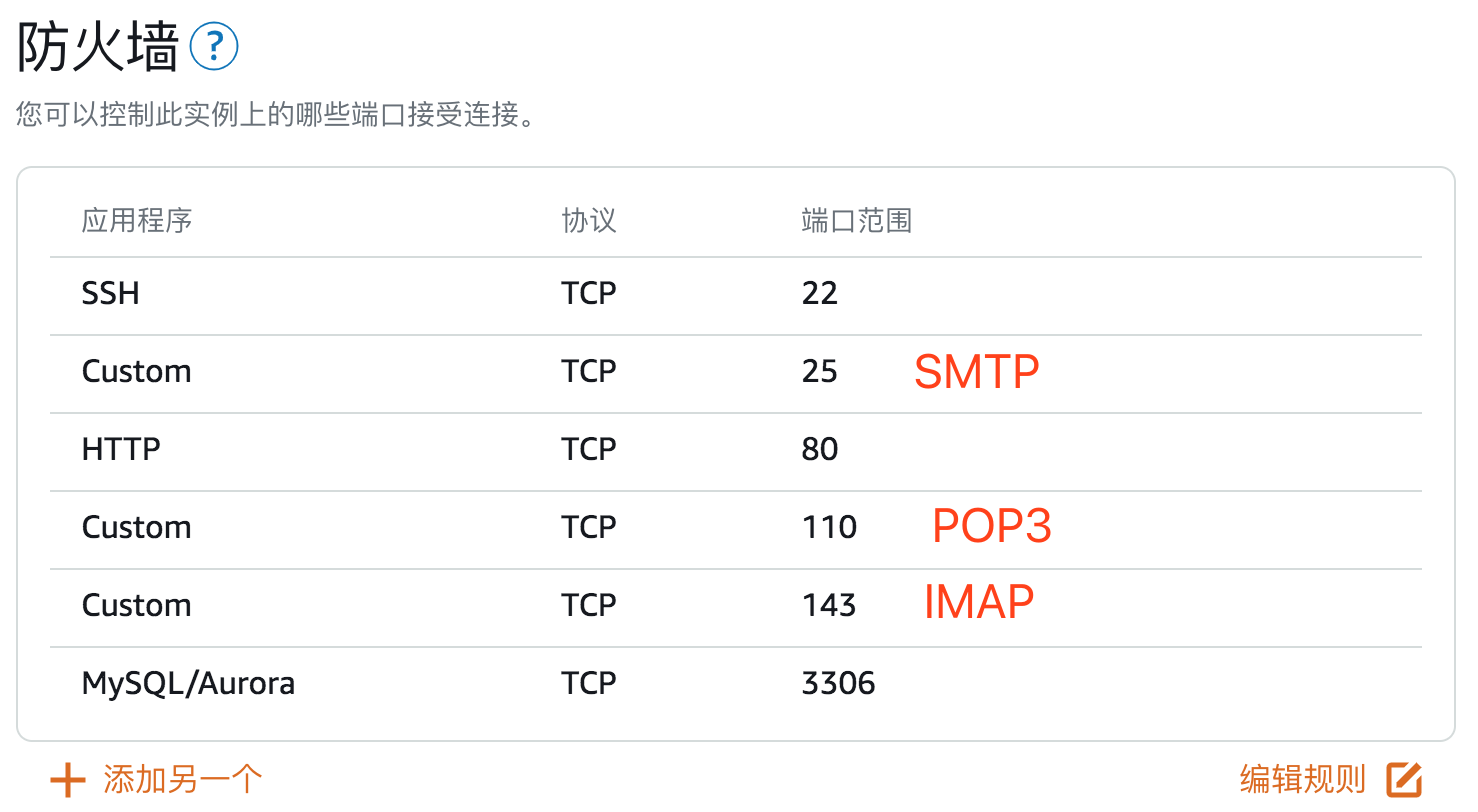 防火墙 ?
您可以控制此实例上的哪些端口接受连接。
应用程序 协议 端口范围
SSH TCP 22
Custom TCP 25 SMTP
HTTP TCP 80
Custom TCP 110 POP3
Custom TCP 143 IMAP
MySQL/Aurora TCP 3306
+ 添加另一个 编辑规则